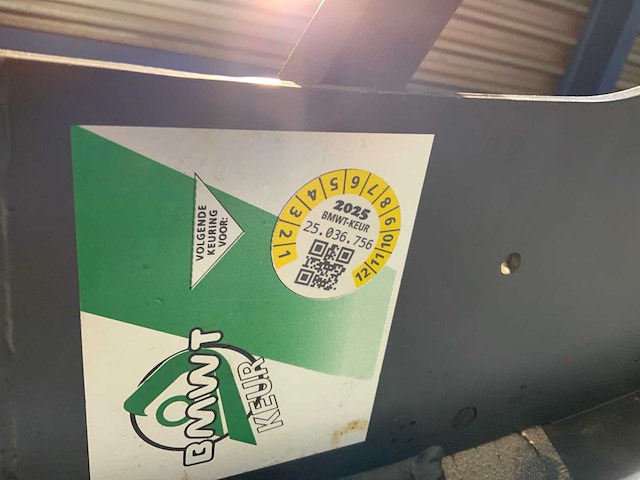 VOLGENDE
KEURING
VOOR:
1 2 3 4 5 6 7 8 9 10 11 12
2025
BMWT-KEUR
25.036.756
BMWT
KEUR